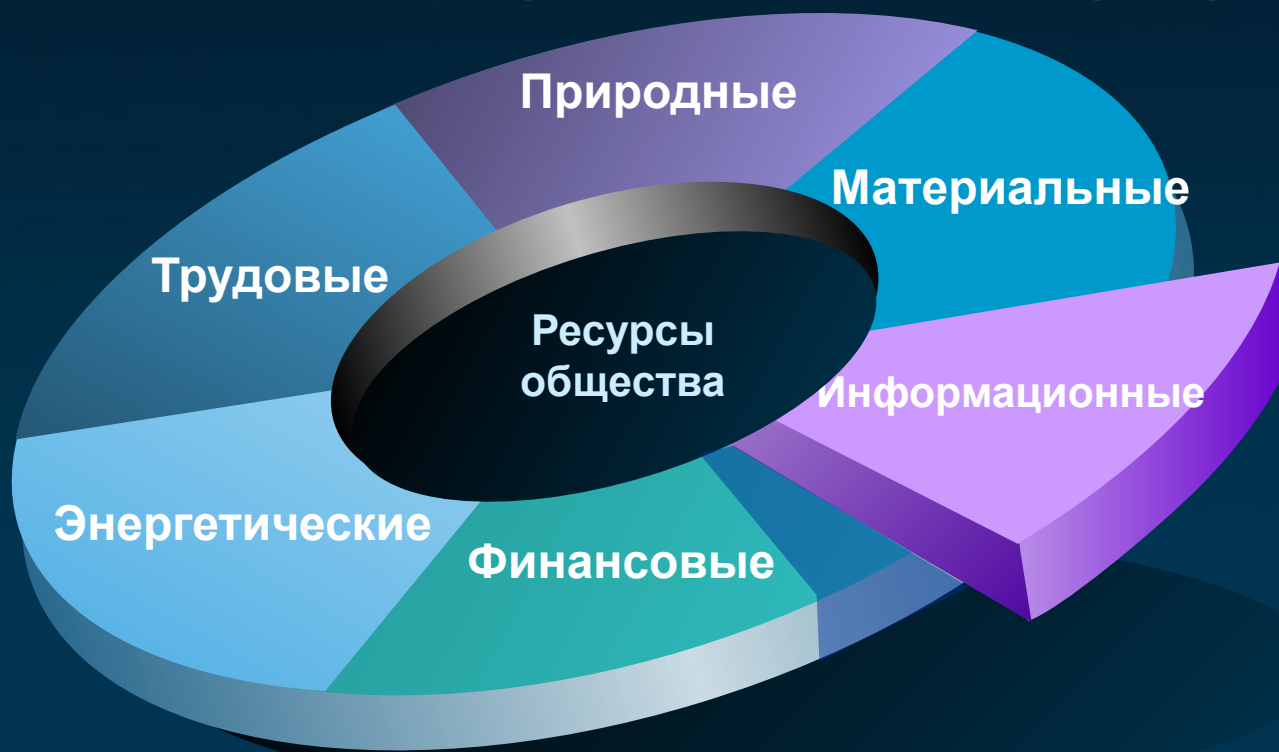 Природные
Материальные
Трудовые
Ресурсы
общества
Информационные
Энергетические
Финансовые